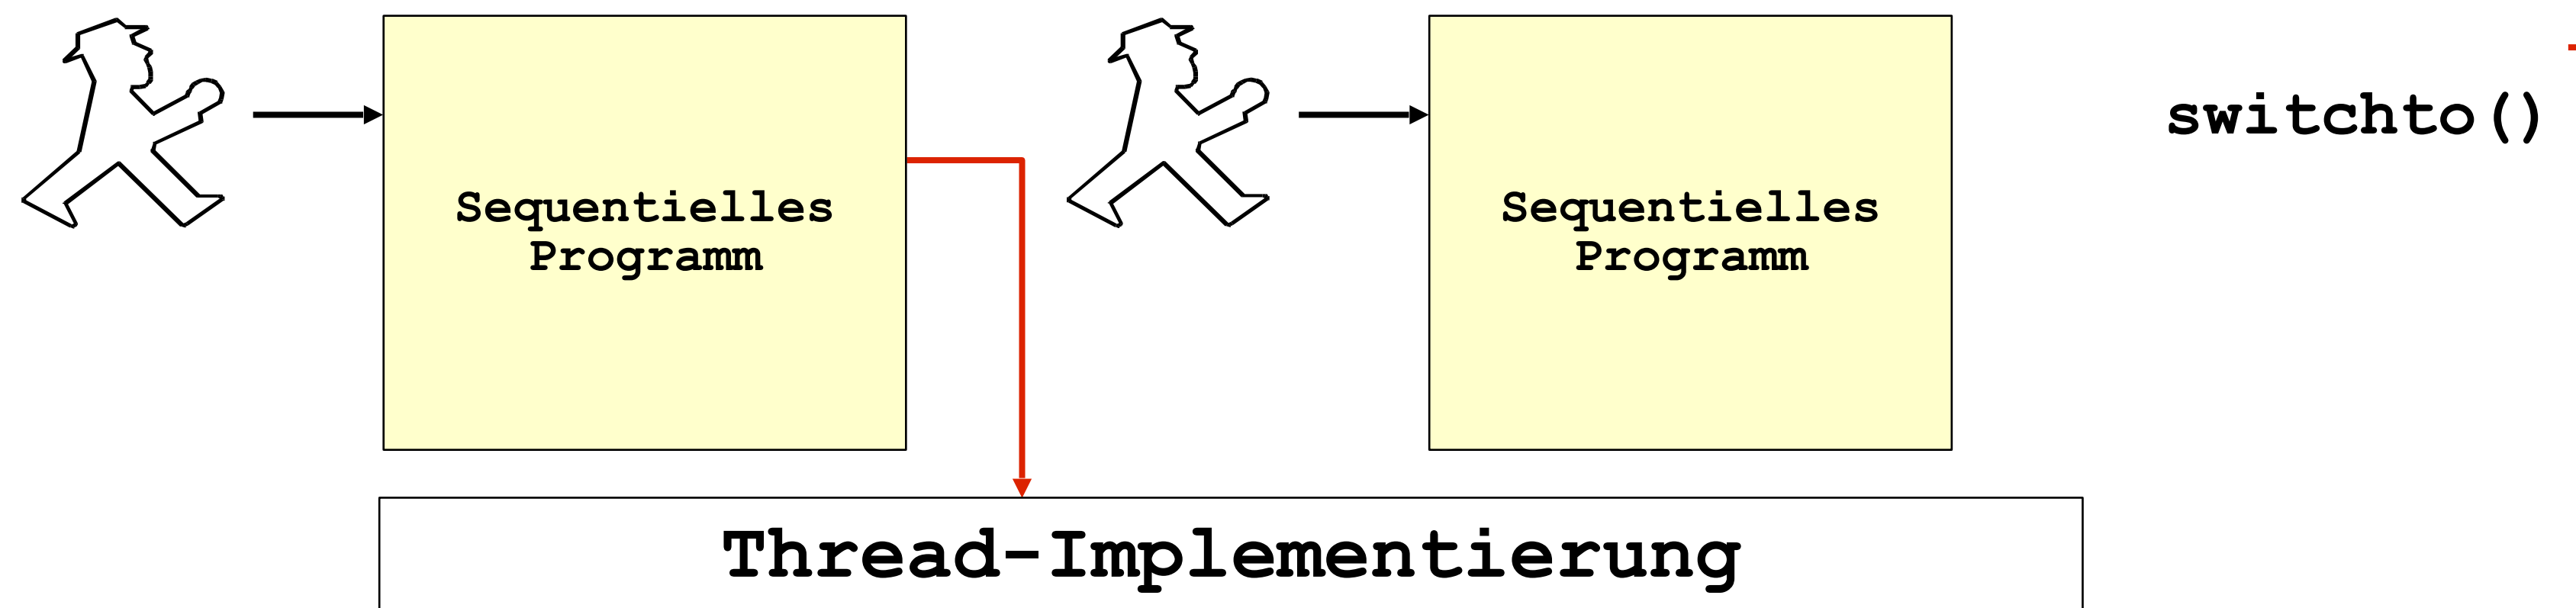 Sequentielles
Programm
Sequentielles
Programm
switchto()
Thread-Implementierung